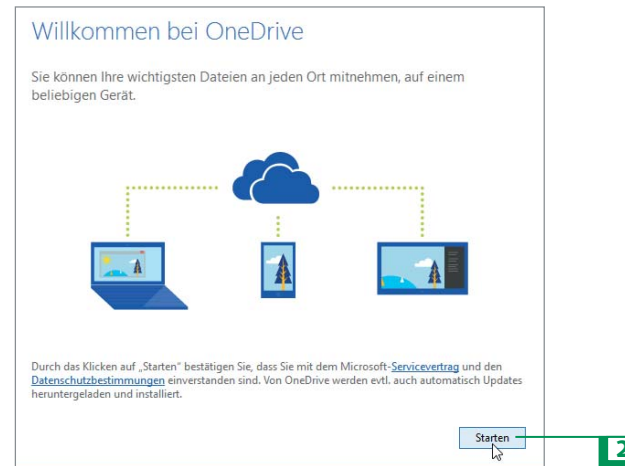 Willkommen bei OneDrive
Sie können Ihre wichtigsten Dateien an jeden Ort mitnehmen, auf einem
beliebigen Gerät.
Durch das Klicken auf „Starten" bestätigen Sie, dass Sie mit dem Microsoft-Servicevertrag und den
Datenschutzbestimmungen einverstanden sind. Von OneDrive werden evtl. auch automatisch Updates
heruntergeladen und installiert.
Starten
2